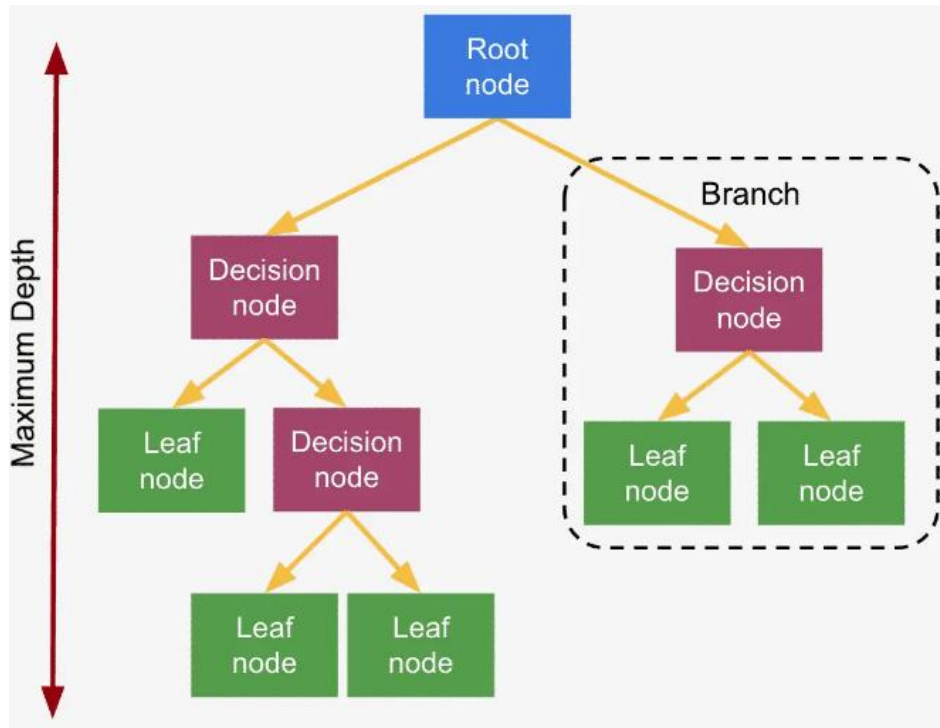 Root
node
Branch
Maximum Depth
Decision
node
Decision
node
Leaf
node
Decision
node
Leaf
node
Leaf
node
Leaf
node
Leaf
node